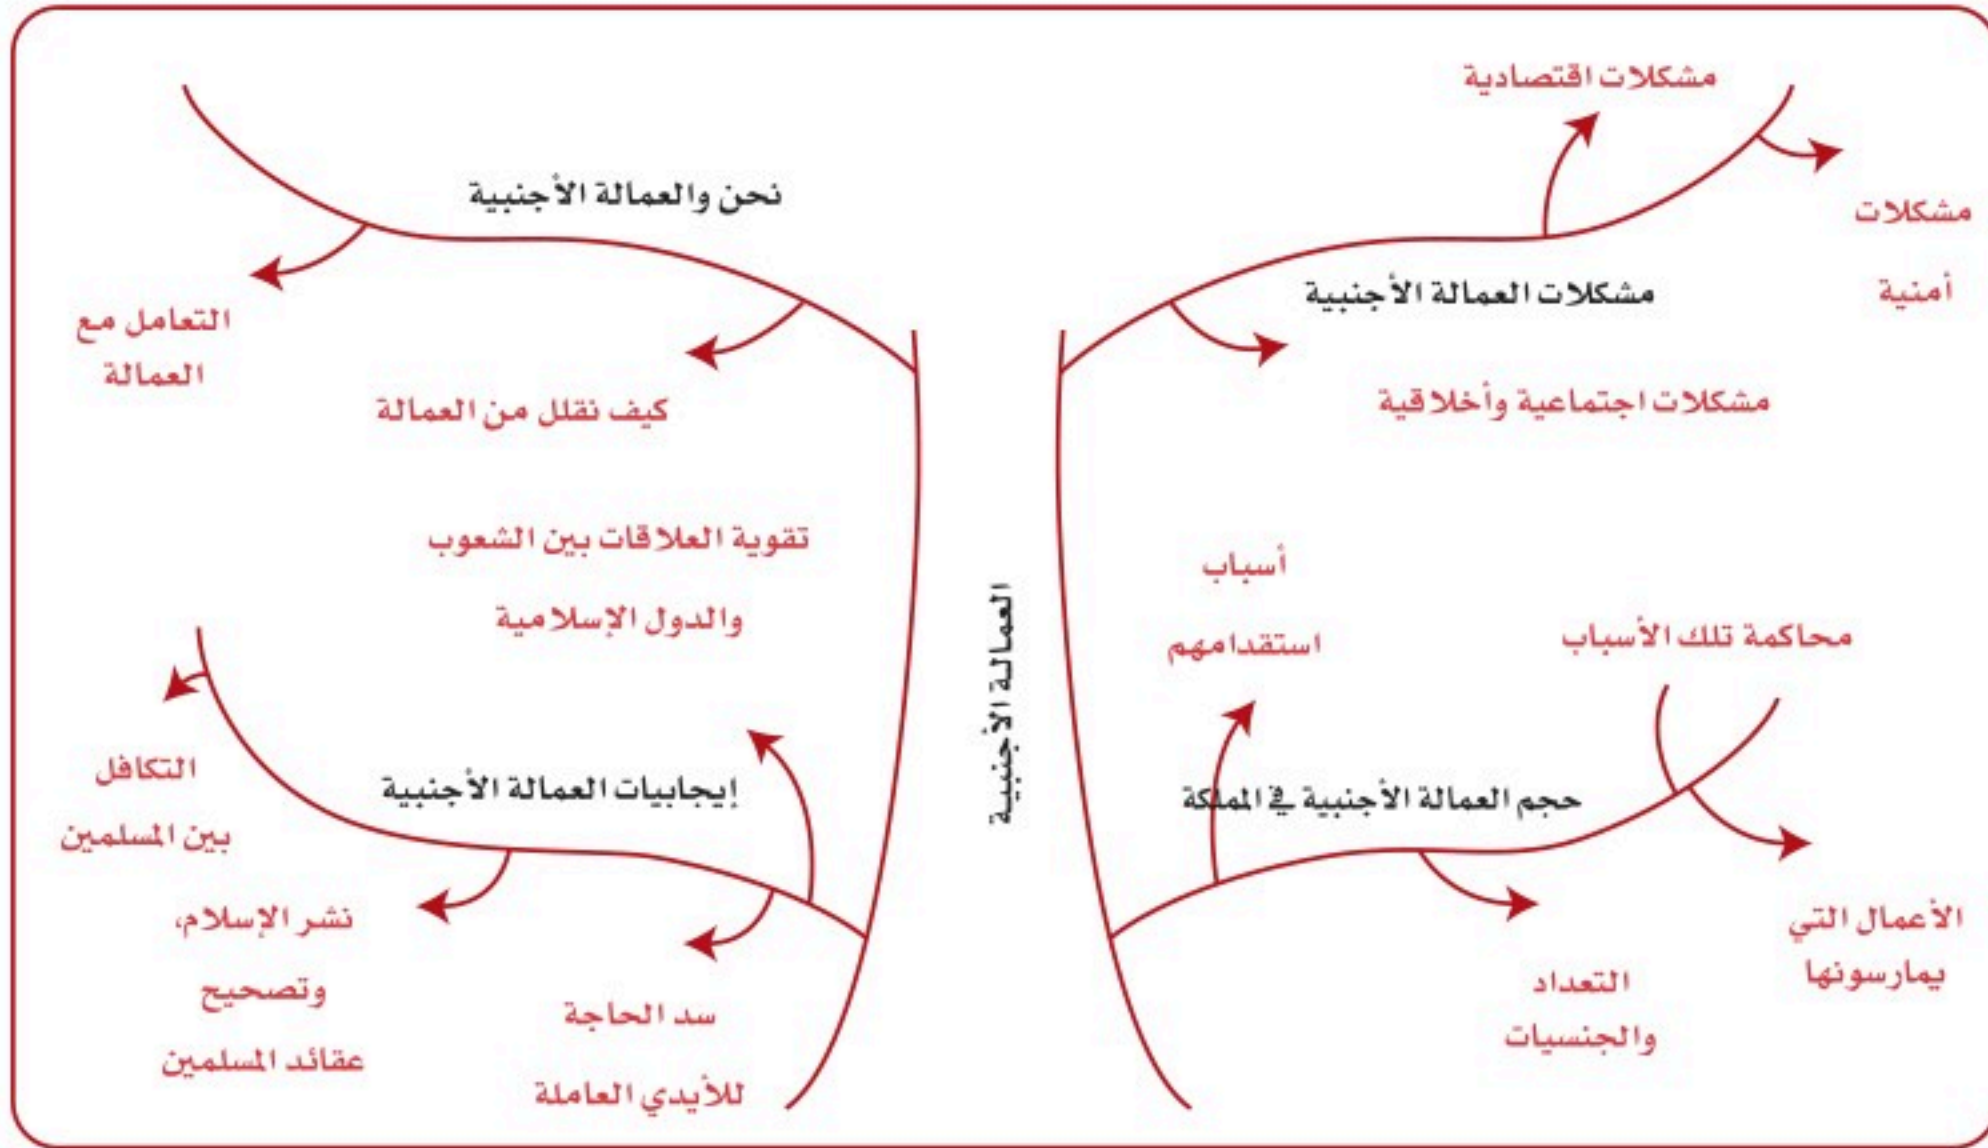 العمالة الأجنبية
مشكلات اقتصادية
مشكلات
أمنية
مشكلات العمالة الأجنبية
مشكلات اجتماعية وأخلاقية
أسباب
استقدامهم
محاكمة تلك الأسباب
حجم العمالة الأجنبية في المملكة
الأعمال التي
يمارسونها
التعداد
والجنسيات
نحن والعمالة الأجنبية
التعامل مع
العمالة
كيف نقلل من العمالة
تقوية العلاقات بين الشعوب
والدول الإسلامية
إيجابيات العمالة الأجنبية
التكافل
بين المسلمين
نشر الإسلام،
وتصحيح
عقائد المسلمين
سد الحاجة
للأيدي العاملة